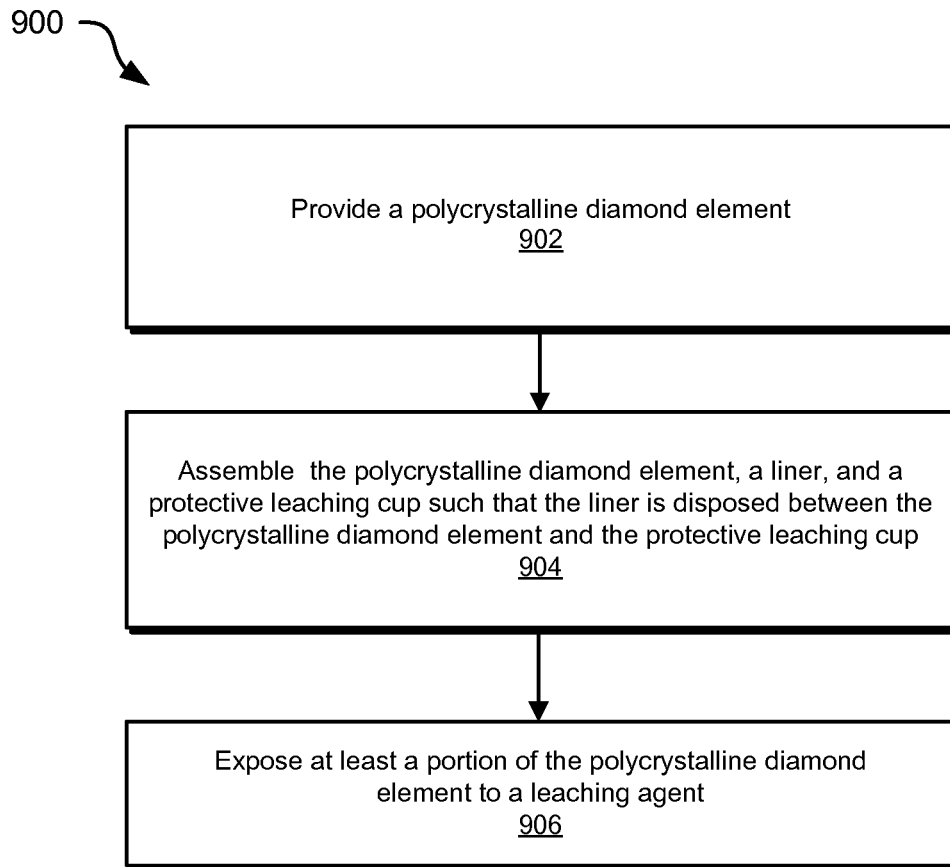 900
Provide a polycrystalline diamond element
902
Assemble the polycrystalline diamond element, a liner, and a
protective leaching cup such that the liner is disposed between the
polycrystalline diamond element and the protective leaching cup
904
Expose at least a portion of the polycrystalline diamond
element to a leaching agent
906